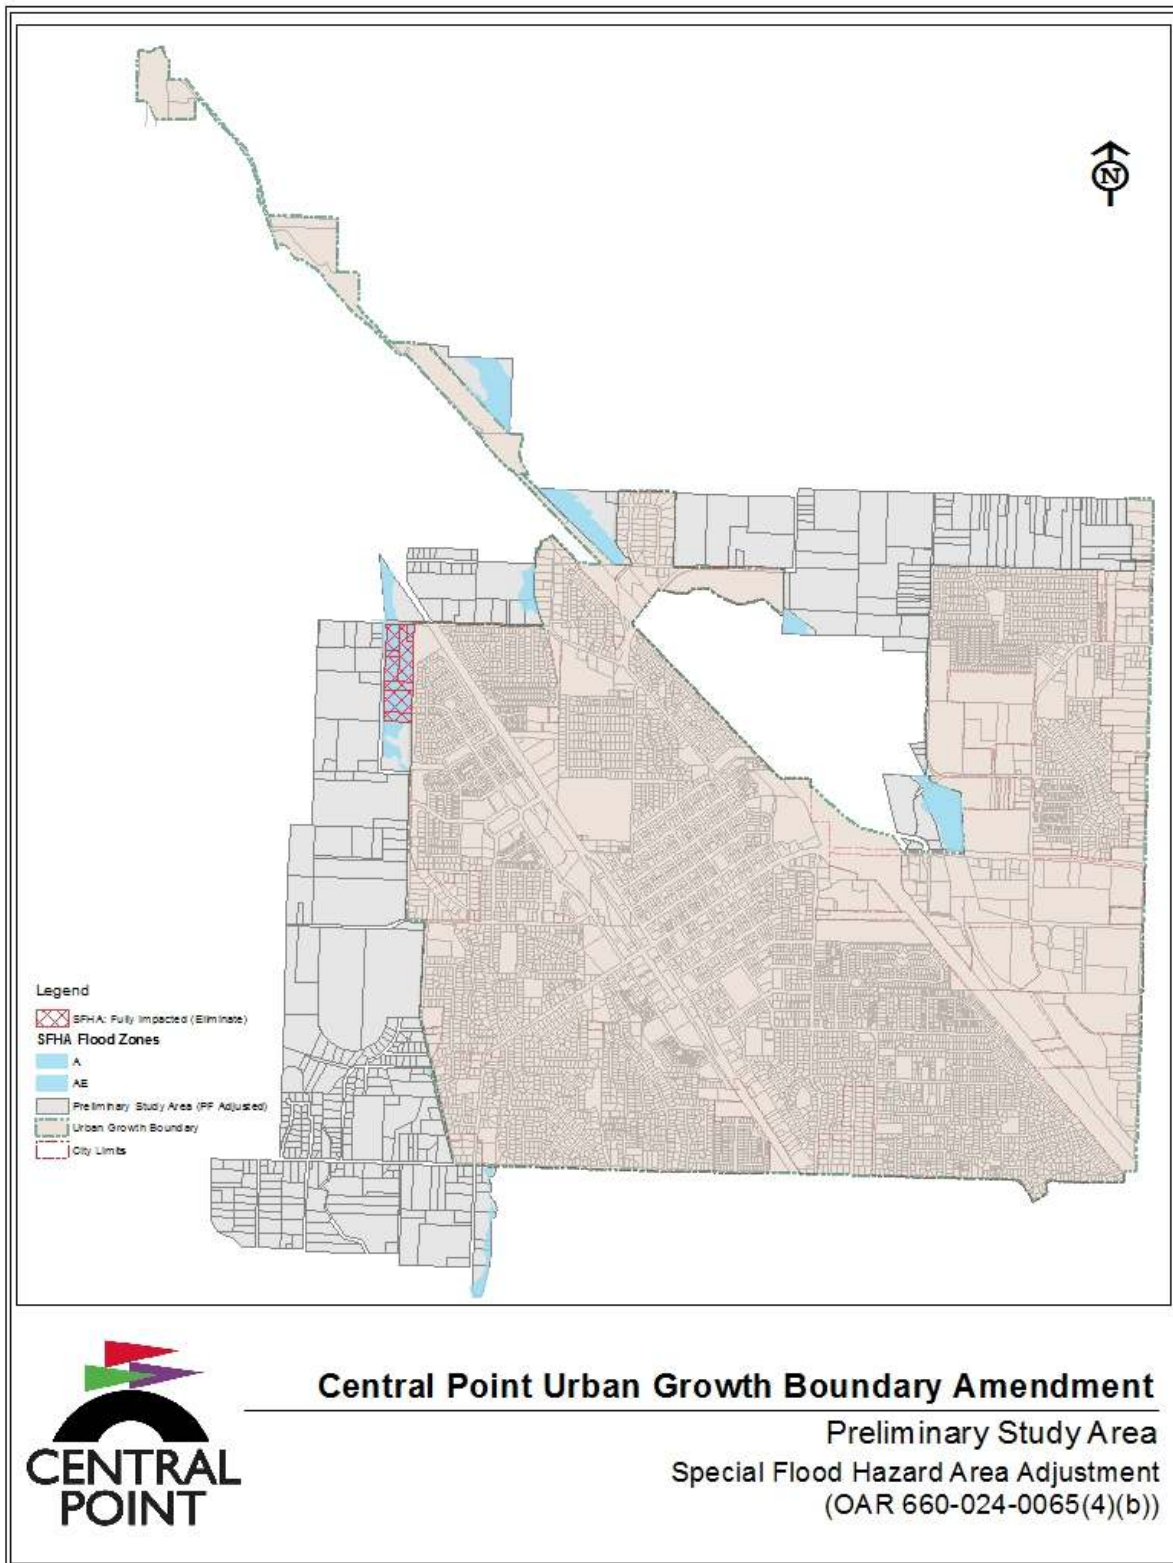 N
Legend
SFHA: Fully Impacted (Eliminate)
SFHA Flood Zones
A
AE
Preliminary Study Area (PF Adjusted)
Urban Growth Boundary
City Limits
CENTRAL
POINT
Central Point Urban Growth Boundary Amendment
Preliminary Study Area
Special Flood Hazard Area Adjustment
(OAR 660-024-0065(4)(b))